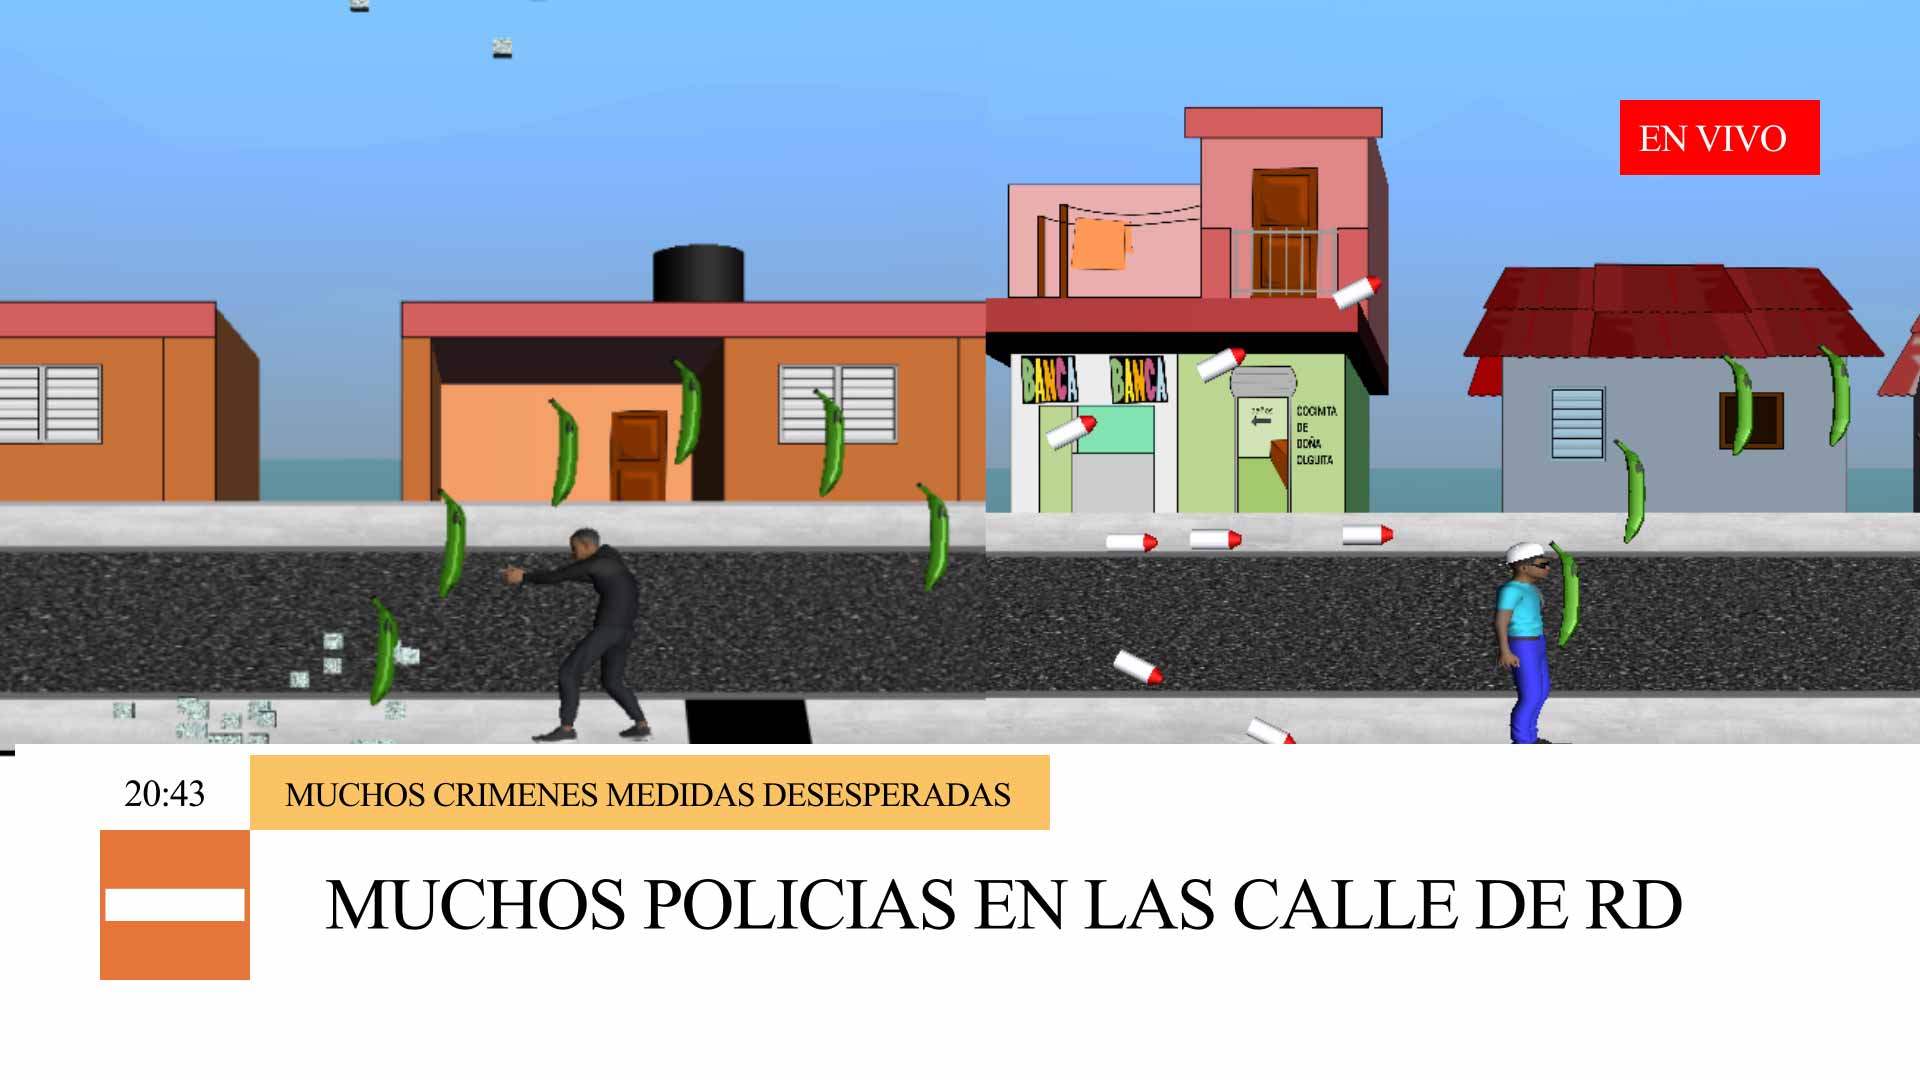 EN VIVO
BANCA BANCA
COCINITA
DE
DOÑA
OLGUITA
20:43
MUCHOS CRIMENES MEDIDAS DESESPERADAS
MUCHOS POLICIAS EN LAS CALLE DE RD